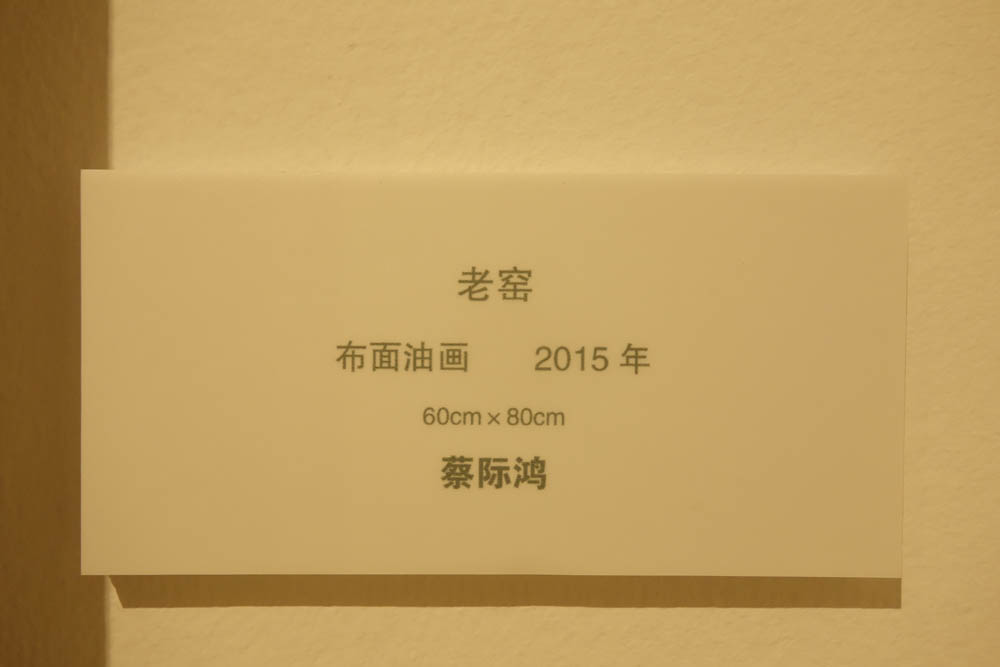 老窑
布面油画 2015 年
60cm × 80cm
蔡际鸿